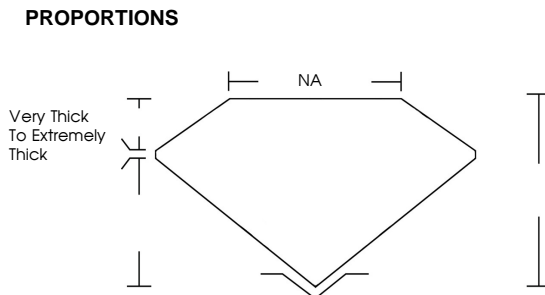 PROPORTIONS
NA
Very Thick
To Extremely
Thick